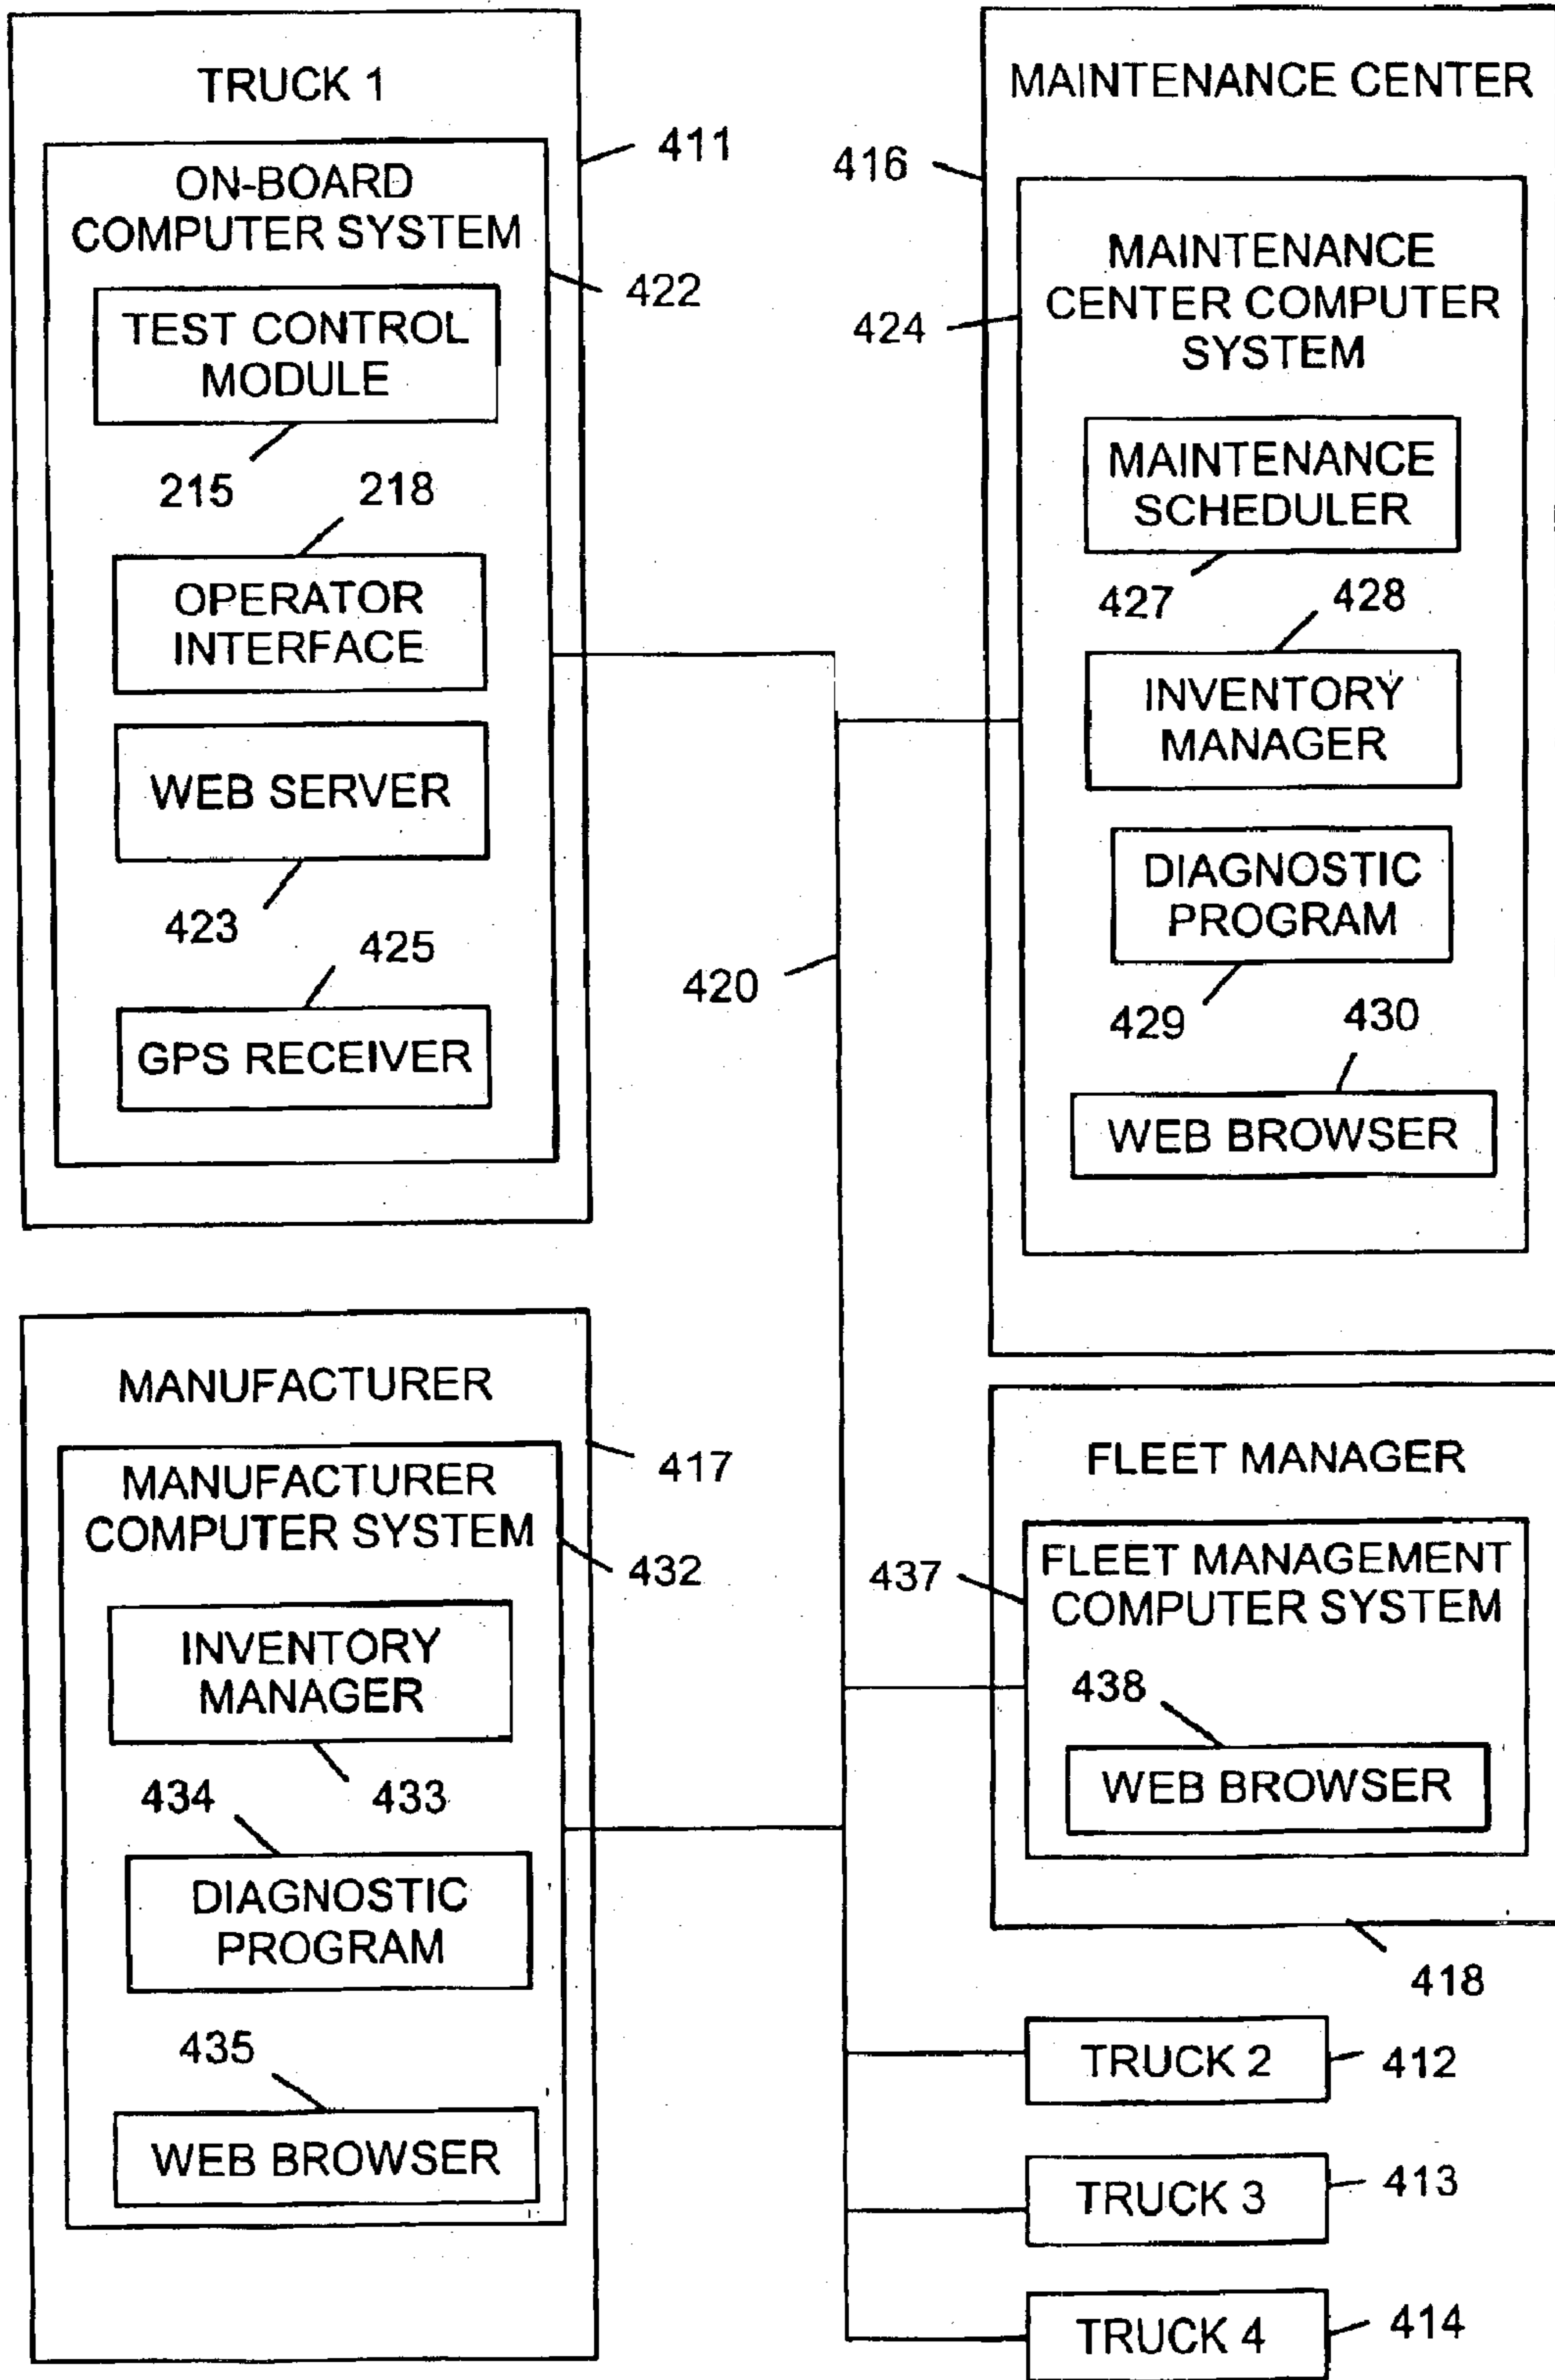 TRUCK 1
411
ON-BOARD
COMPUTER SYSTEM
422
TEST CONTROL
MODULE
215
218
OPERATOR
INTERFACE
WEB SERVER
423
425
GPS RECEIVER
MAINTENANCE CENTER
416
MAINTENANCE
CENTER COMPUTER
SYSTEM
424
MAINTENANCE
SCHEDULER
427
428
INVENTORY
MANAGER
DIAGNOSTIC
PROGRAM
429
430
WEB BROWSER
420
MANUFACTURER
417
MANUFACTURER
COMPUTER SYSTEM
432
INVENTORY
MANAGER
434
433
DIAGNOSTIC
PROGRAM
435
WEB BROWSER
FLEET MANAGER
437
FLEET MANAGEMENT
COMPUTER SYSTEM
438
WEB BROWSER
418
TRUCK 2
412
TRUCK 3
413
TRUCK 4
414